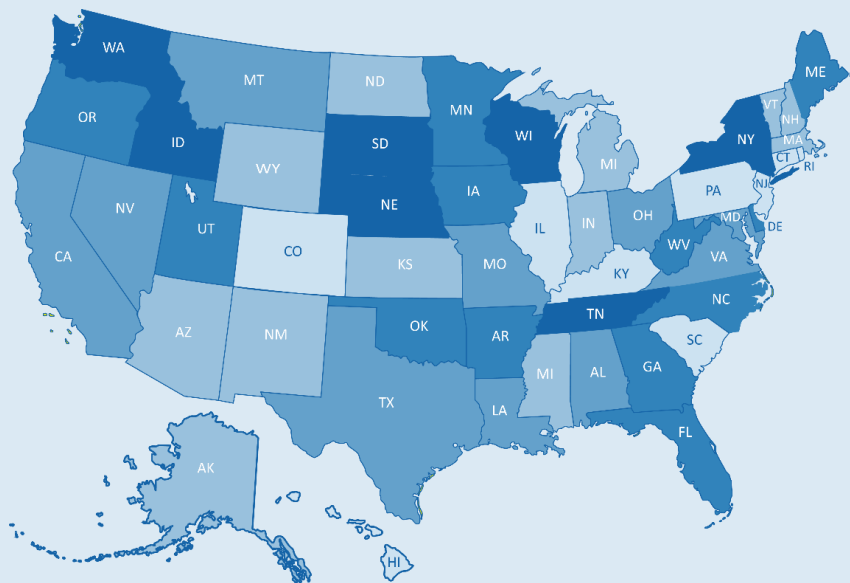 WA
MT
ND
MN
ME
OR
ID
SD
WI
VT
NH
NY
MA
CT
RI
WY
MI
IA
PA
NJ
NE
NV
UT
CO
IL
IN
OH
MD
DE
WV
CA
KS
MO
VA
KY
NC
AZ
NM
OK
AR
TN
SC
TX
MI
AL
GA
LA
FL
AK
HI